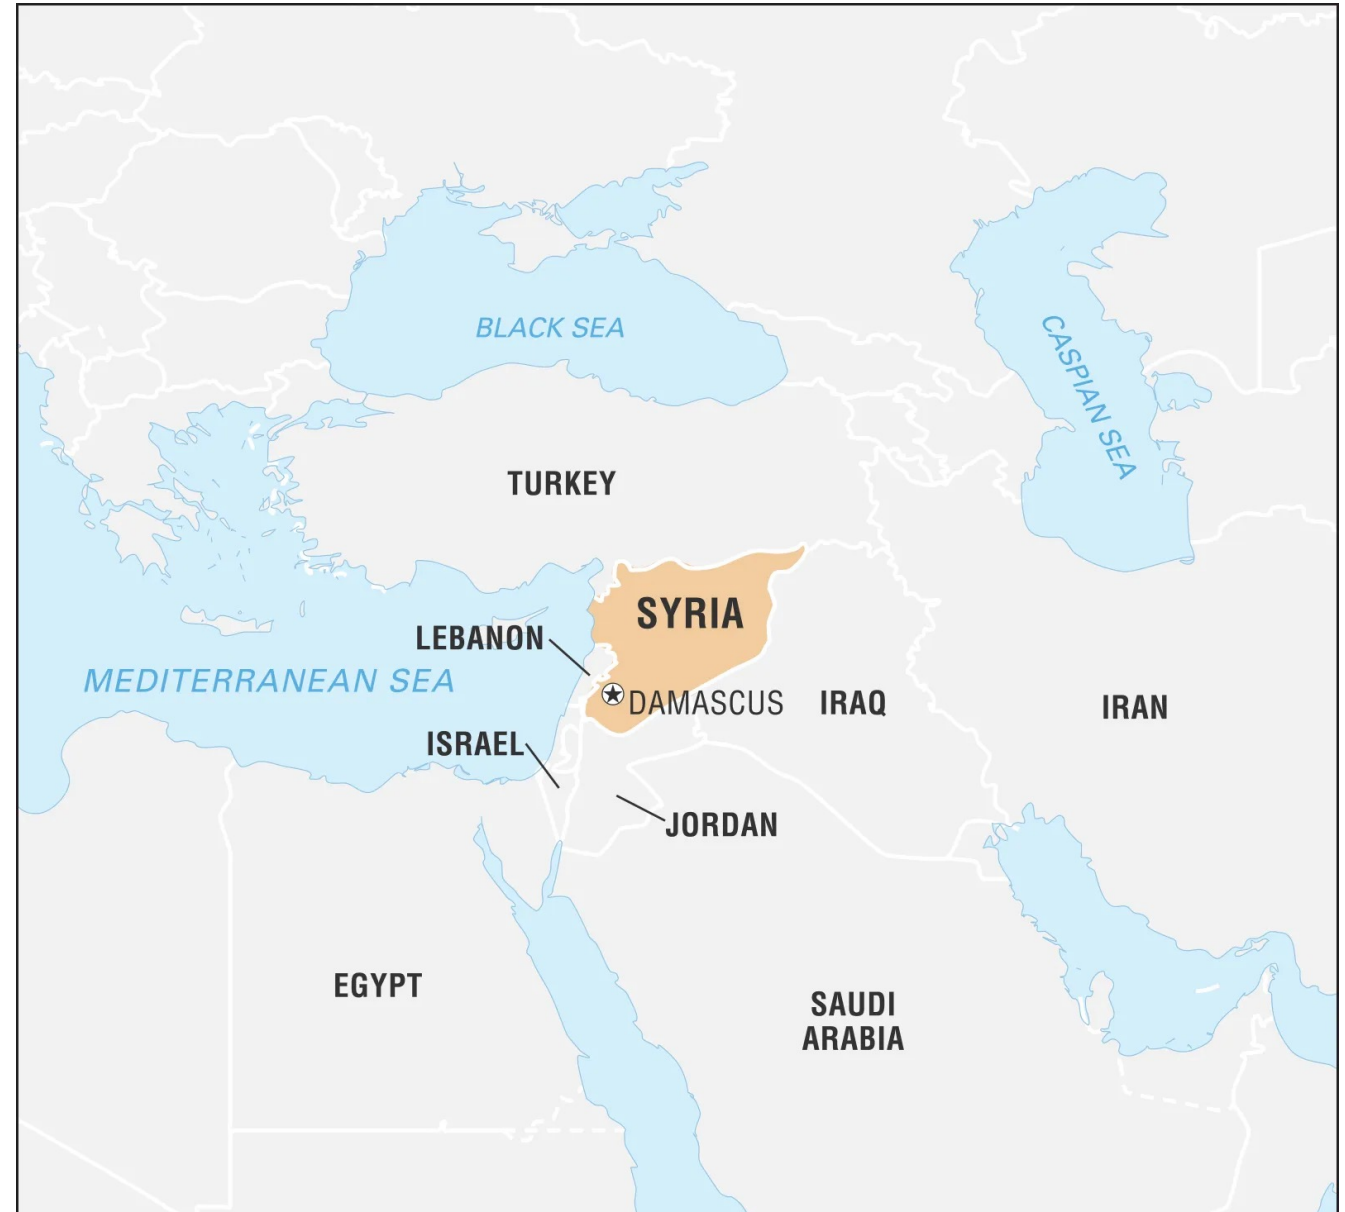 BLACK SEA
CASPIAN SEA
TURKEY
SYRIA
LEBANON
MEDITERRANEAN SEA
DAMASCUS
IRAQ
IRAN
ISRAEL
JORDAN
EGYPT
SAUDI
ARABIA